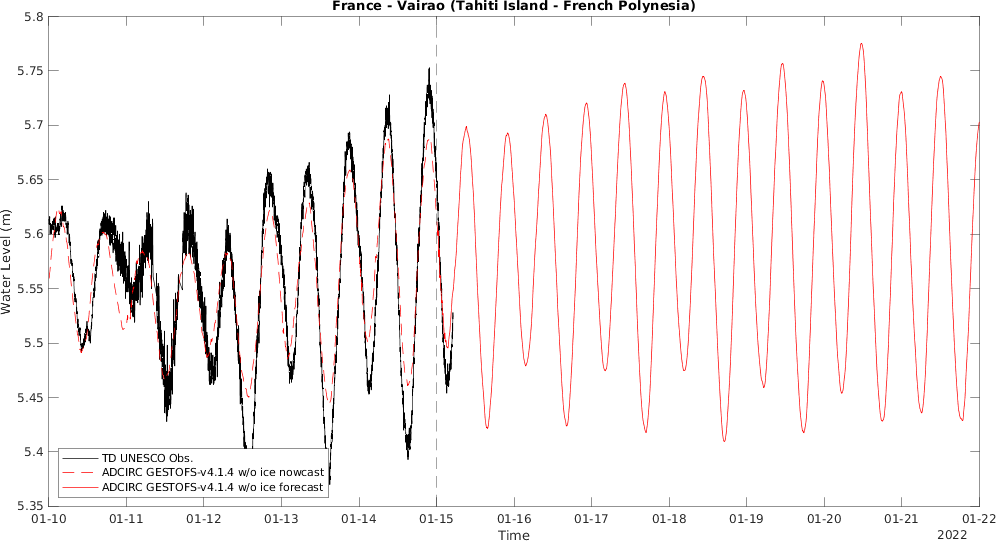 France - Vairao (Tahiti Island - French Polynesia)
5.8
5.75
5.7
5.65
5.6
5.55
5.5
5.45
5.4
5.35
Water Level (m)
TD UNESCO Obs.
ADCIRC GESTOFS-v4.1.4 w/o ice nowcast
ADCIRC GESTOFS-v4.1.4 w/o ice forecast
01-10 01-11 01-12 01-13 01-14 01-15 01-16 01-17 01-18 01-19 01-20 01-21 01-22
Time
2022